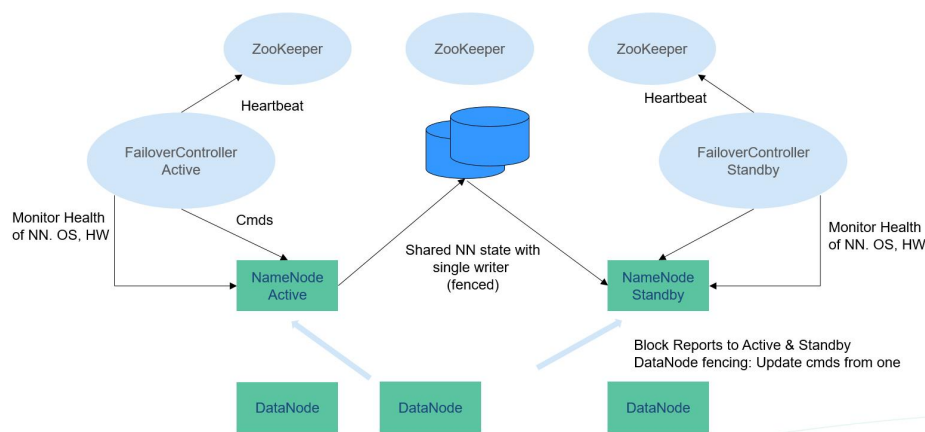 ZooKeeper
ZooKeeper
ZooKeeper
Heartbeat
Heartbeat
FailoverController
Active
FailoverController
Standby
Monitor Health
of NN. OS, HW
Cmds
Monitor Health
of NN. OS, HW
Shared NN state with
single writer
(fenced)
NameNode
Active
NameNode
Standby
Block Reports to Active & Standby
DataNode fencing: Update cmds from one
DataNode
DataNode
DataNode